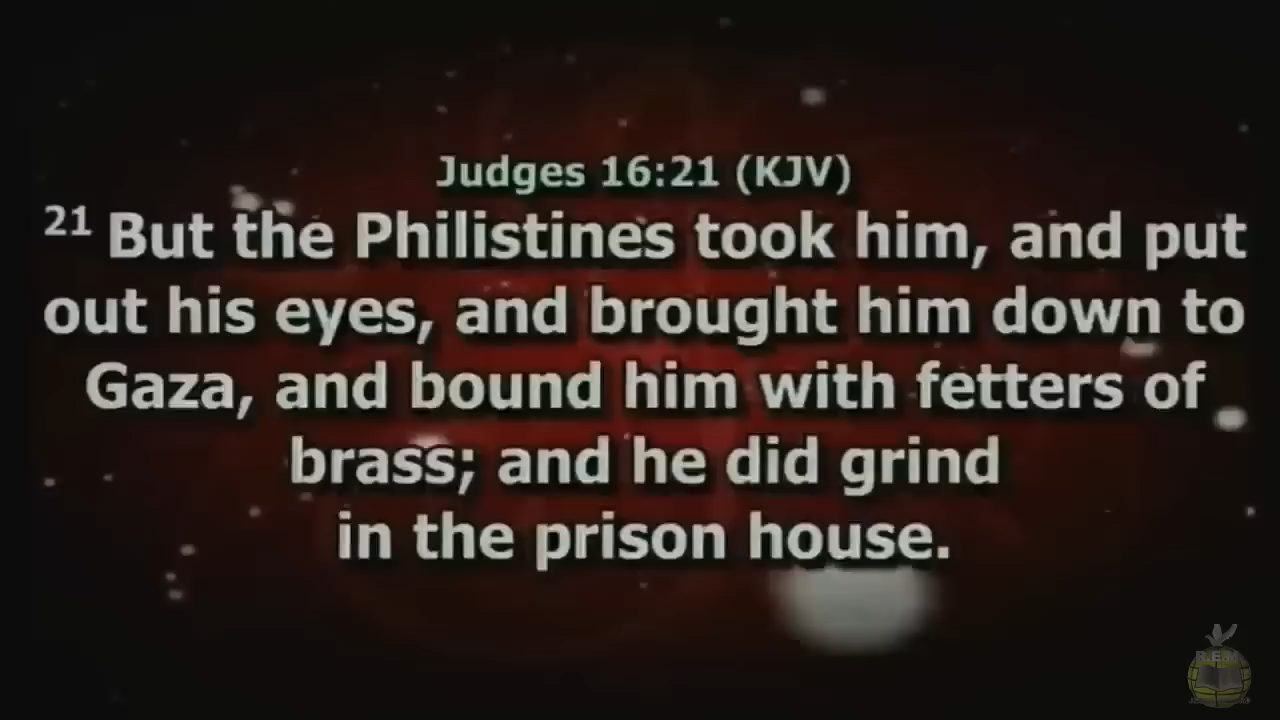 Judges 16:21 (KJV)
21 But the Philistines took him, and put
out his eyes, and brought him down to
Gaza, and bound him with fetters of
brass; and he did grind
in the prison house.
R.E.M